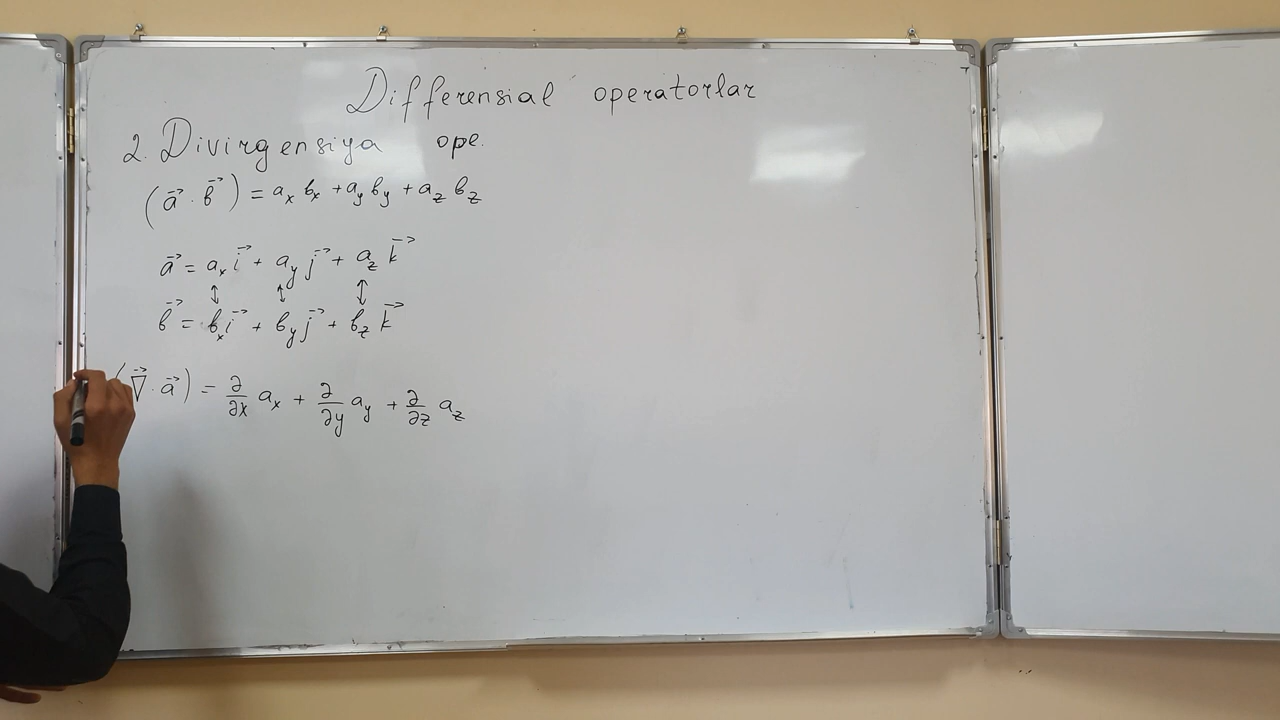 Differensial operatorlar
2. Divirgensiya ope.
(a⃗ · b⃗) = aₓ bₓ + a_y b_y + a_z b_z
a⃗ = aₓ i⃗ + a_y j⃗ + a_z k⃗
↕ ↕ ↕
b⃗ = bₓ i⃗ + b_y j⃗ + b_z k⃗
(∇⃗ · a⃗) = ∂/∂x aₓ + ∂/∂y a_y + ∂/∂z a_z